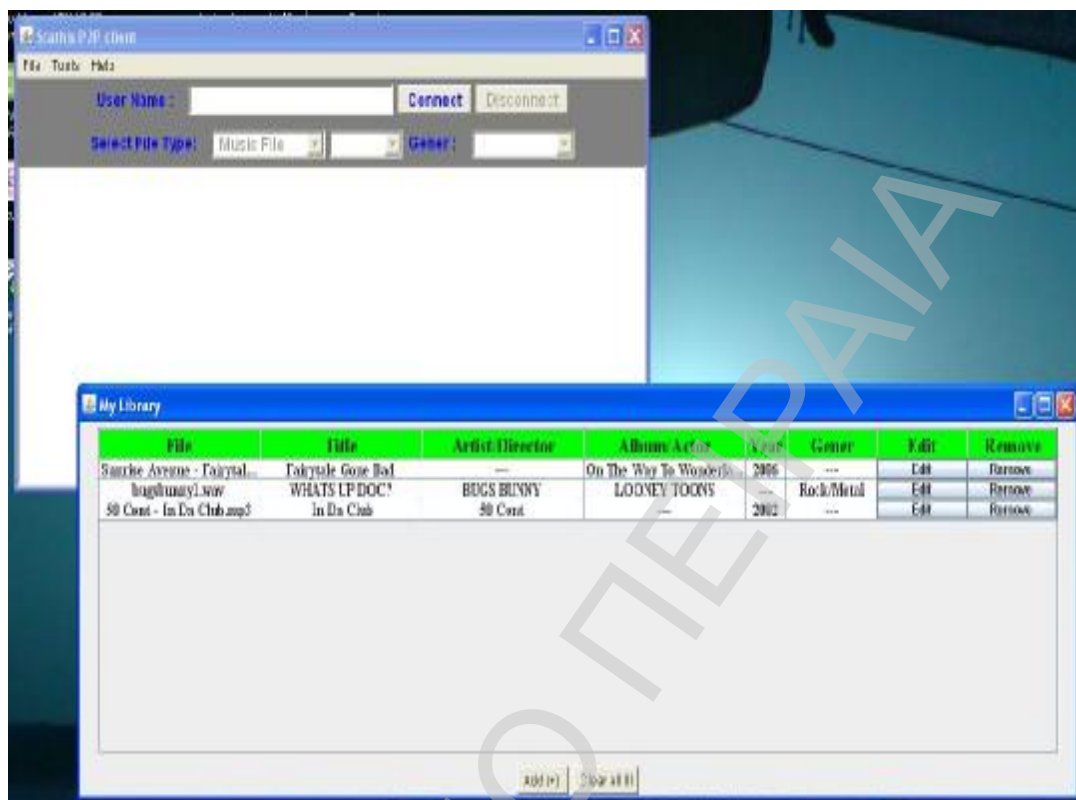 P2P client
File Tools Help
User Name : Connect Disconnect
Select File Type: Music File Gener :
My Library
File Title Artist/Director Album/Actor Year Gener Edit Remove
Sunrise Avenue - Fairytal... Fairytale Gone Bad --- On The Way To Wonderla 2006 --- Edit Remove
bugsbunny1.wav WHATS UP DOC? BUGS BUNNY LOONEY TOONS --- Rock/Metal Edit Remove
50 Cent - In Da Club.mp3 In Da Club 50 Cent --- 2002 --- Edit Remove
Add (+) Clear all
Ο ΠΕΙΡΑΙΑ